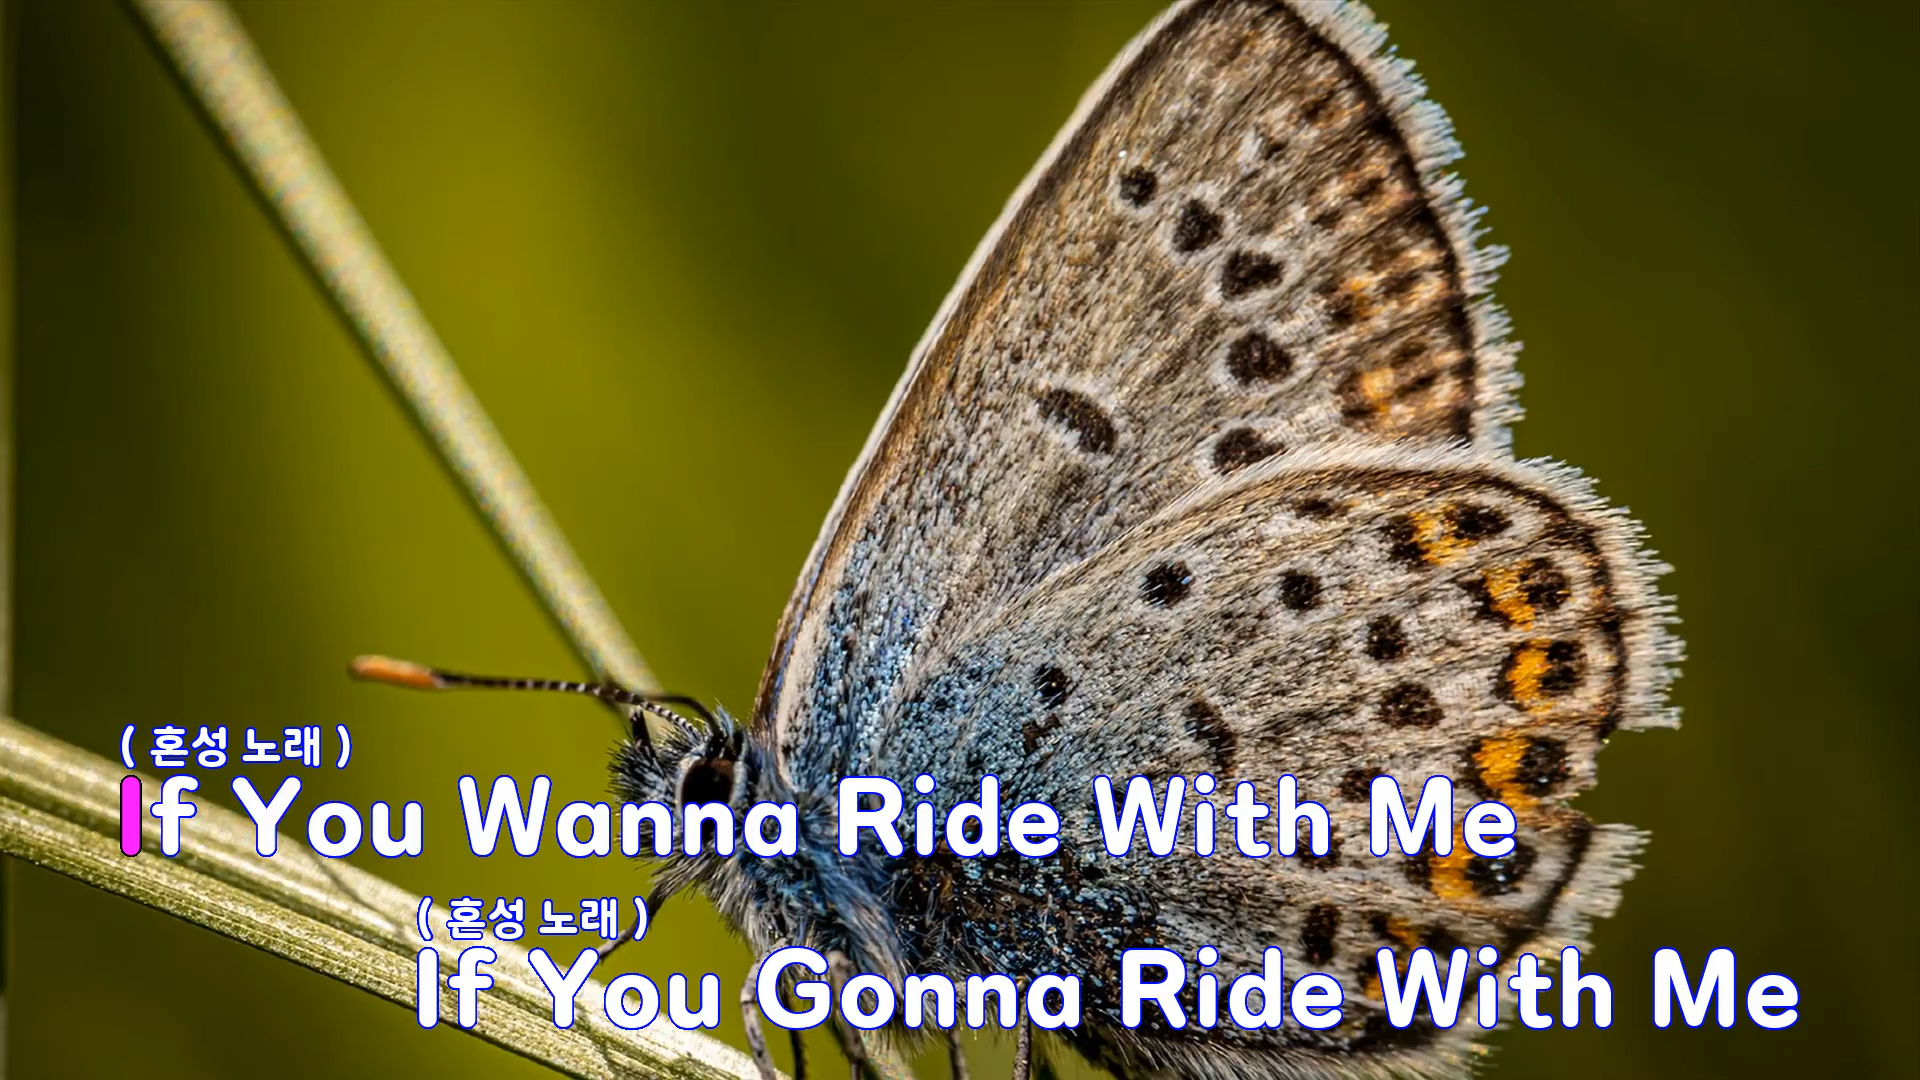 ( 혼성 노래 )
If You Wanna Ride With Me
( 혼성 노래 )
If You Gonna Ride With Me